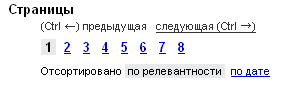 Страницы
(Ctrl ←) предыдущая следующая (Ctrl →)
1 2 3 4 5 6 7 8
Отсортировано по релевантности по дате